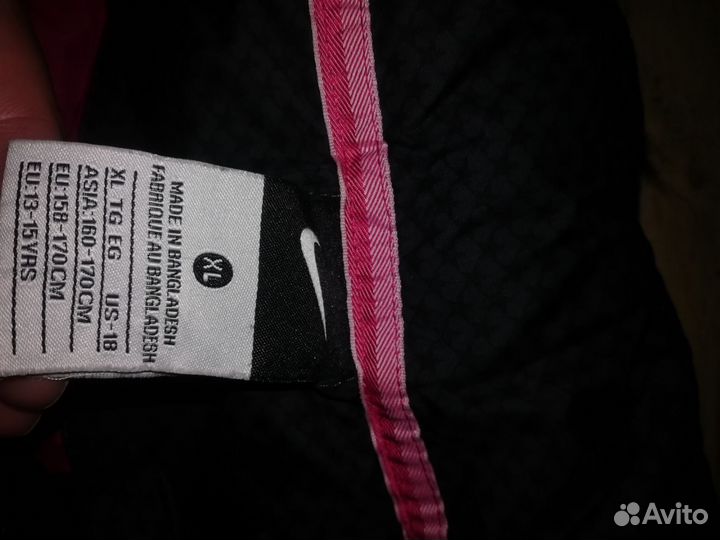 XL
MADE IN BANGLADESH
FABRIQUE AU BANGLADESH
XL TG EG US-18
ASIA:160-170CM
EU:158-170CM
EU:13-15YRS
Avito